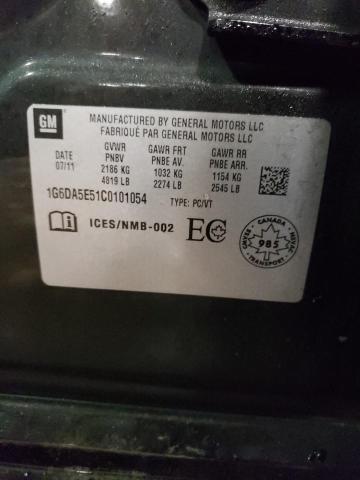 GM
MANUFACTURED BY GENERAL MOTORS LLC
FABRIQUÉ PAR GENERAL MOTORS LLC
DATE GVWR GAWR FRT GAWR RR
07/11 PNBV PNBE AV. PNBE ARR.
2186 KG 1032 KG 1154 KG
4819 LB 2274 LB 2545 LB
1G6DA5E51C0101054 TYPE: PC/VT
ICES/NMB-002 EC
CANADA
985
TRANSPORT